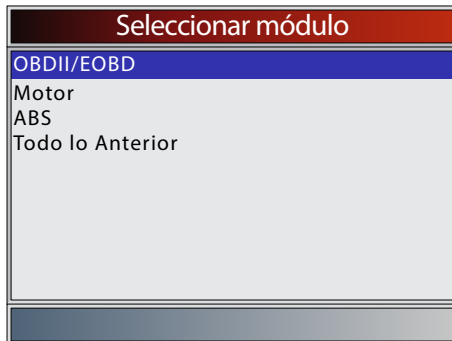 Seleccionar módulo
OBDII/EOBD
Motor
ABS
Todo lo Anterior